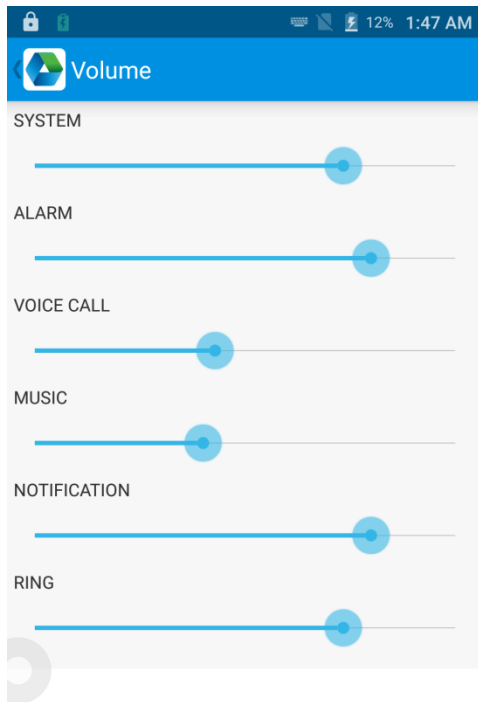 12% 1:47 AM
Volume
SYSTEM
ALARM
VOICE CALL
MUSIC
NOTIFICATION
RING